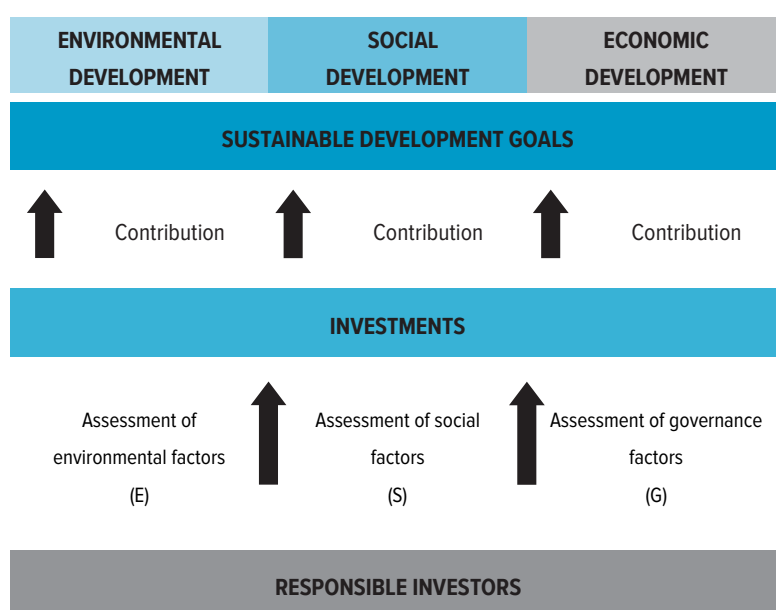 ENVIRONMENTAL
DEVELOPMENT
SOCIAL
DEVELOPMENT
ECONOMIC
DEVELOPMENT
SUSTAINABLE DEVELOPMENT GOALS
Contribution
Contribution
Contribution
INVESTMENTS
Assessment of
environmental factors
(E)
Assessment of social
factors
(S)
Assessment of governance
factors
(G)
RESPONSIBLE INVESTORS